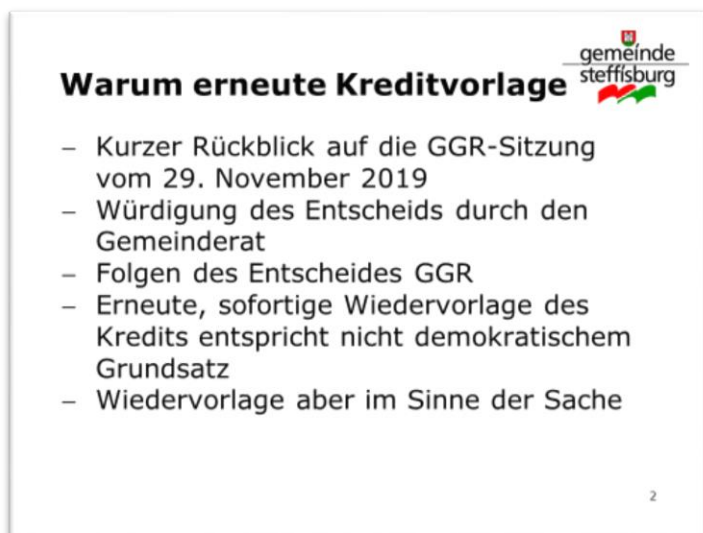 gemeinde
steffisburg
Warum erneute Kreditvorlage
– Kurzer Rückblick auf die GGR-Sitzung
vom 29. November 2019
– Würdigung des Entscheids durch den
Gemeinderat
– Folgen des Entscheides GGR
– Erneute, sofortige Wiedervorlage des
Kredits entspricht nicht demokratischem
Grundsatz
– Wiedervorlage aber im Sinne der Sache
2